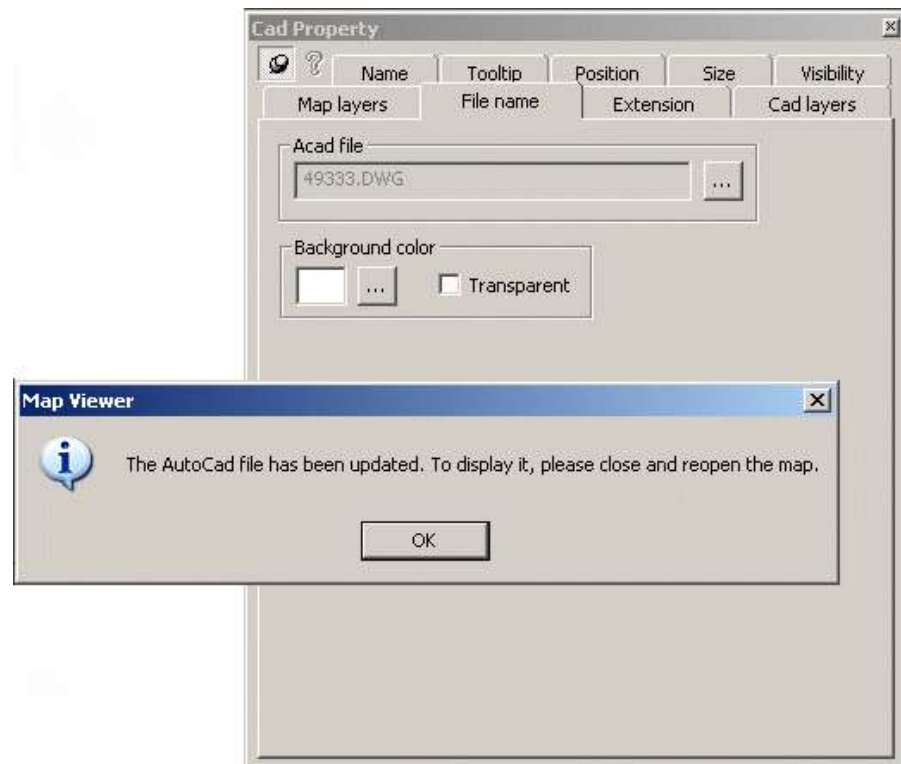 Cad Property
Name Tooltip Position Size Visibility
Map layers File name Extension Cad layers
Acad file
49333.DWG ...
Background color
... Transparent
Map Viewer
The AutoCad file has been updated. To display it, please close and reopen the map.
OK